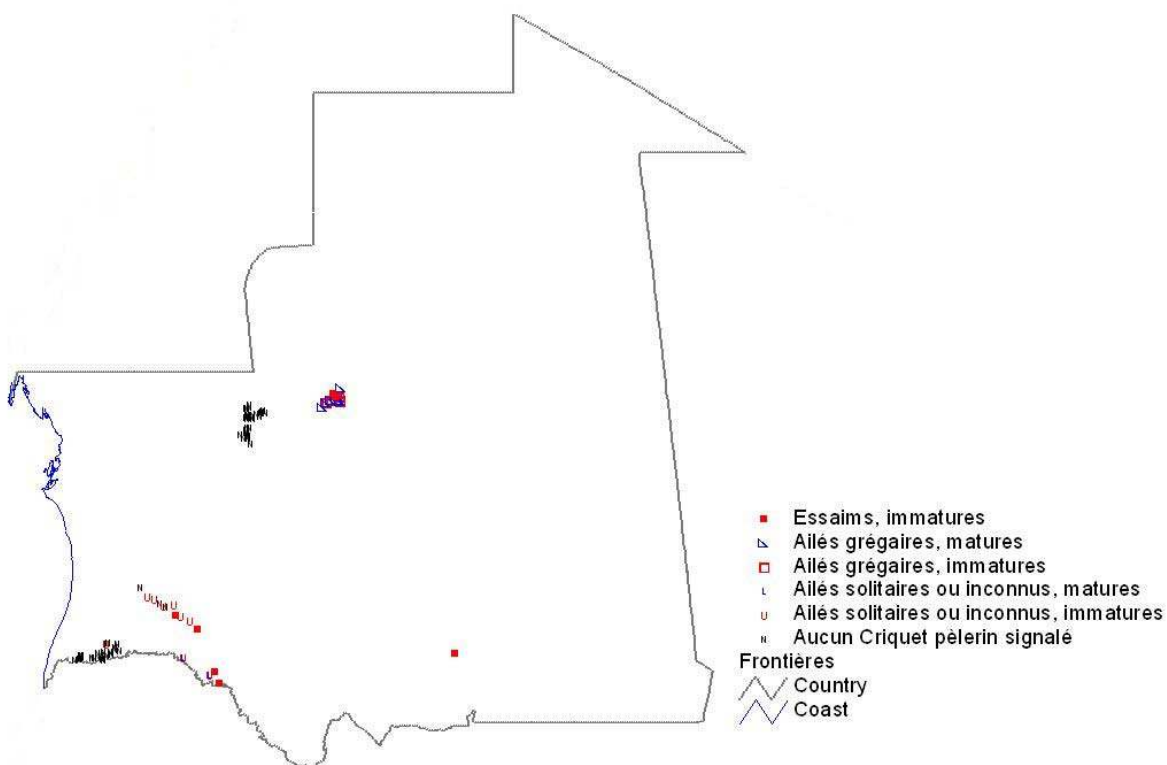 Essaims, immatures
Ailés grégaires, matures
Ailés grégaires, immatures
L Ailés solitaires ou inconnus, matures
U Ailés solitaires ou inconnus, immatures
N Aucun Criquet pèlerin signalé
Frontières
Country
Coast